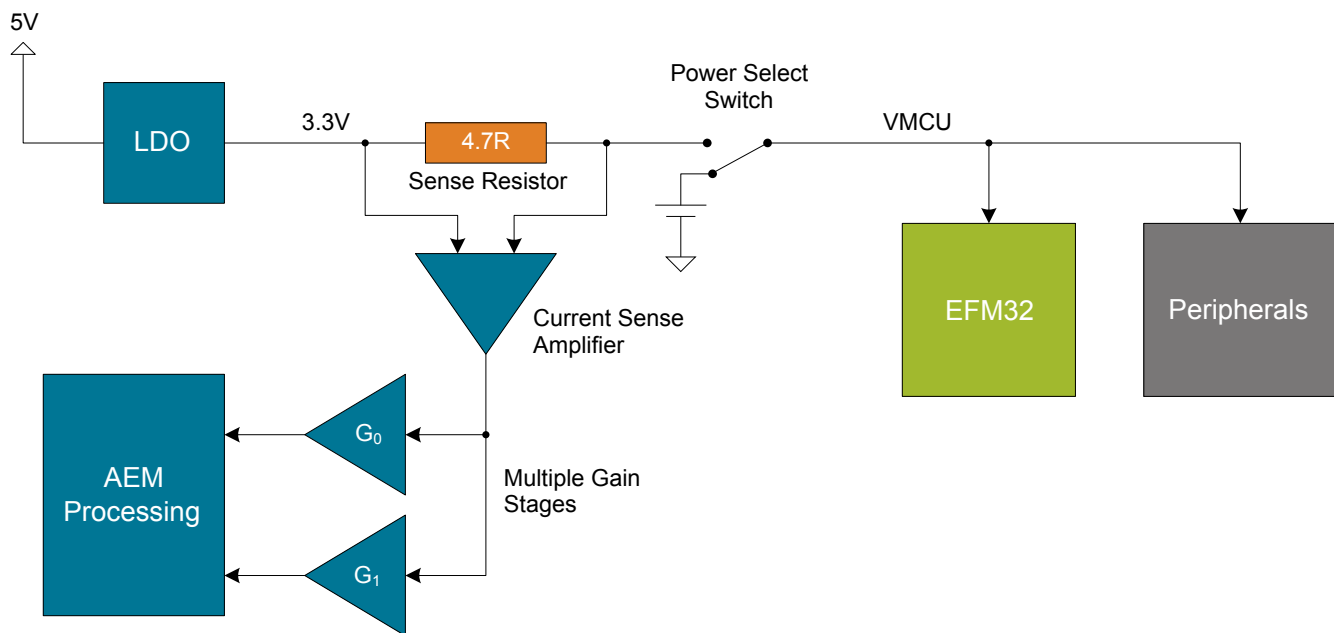 5V
LDO
3.3V
4.7R
Sense Resistor
Power Select
Switch
VMCU
EFM32
Peripherals
Current Sense
Amplifier
AEM
Processing
G₀
G₁
Multiple Gain
Stages